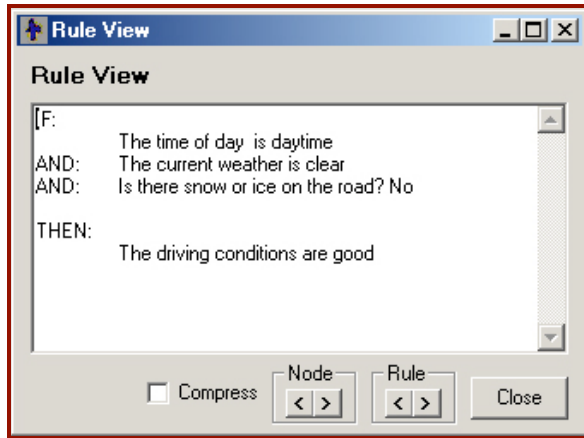 Rule View
Rule View
IF:
The time of day is daytime
AND: The current weather is clear
AND: Is there snow or ice on the road? No
THEN:
The driving conditions are good
Compress
Node
< >
Rule
< >
Close